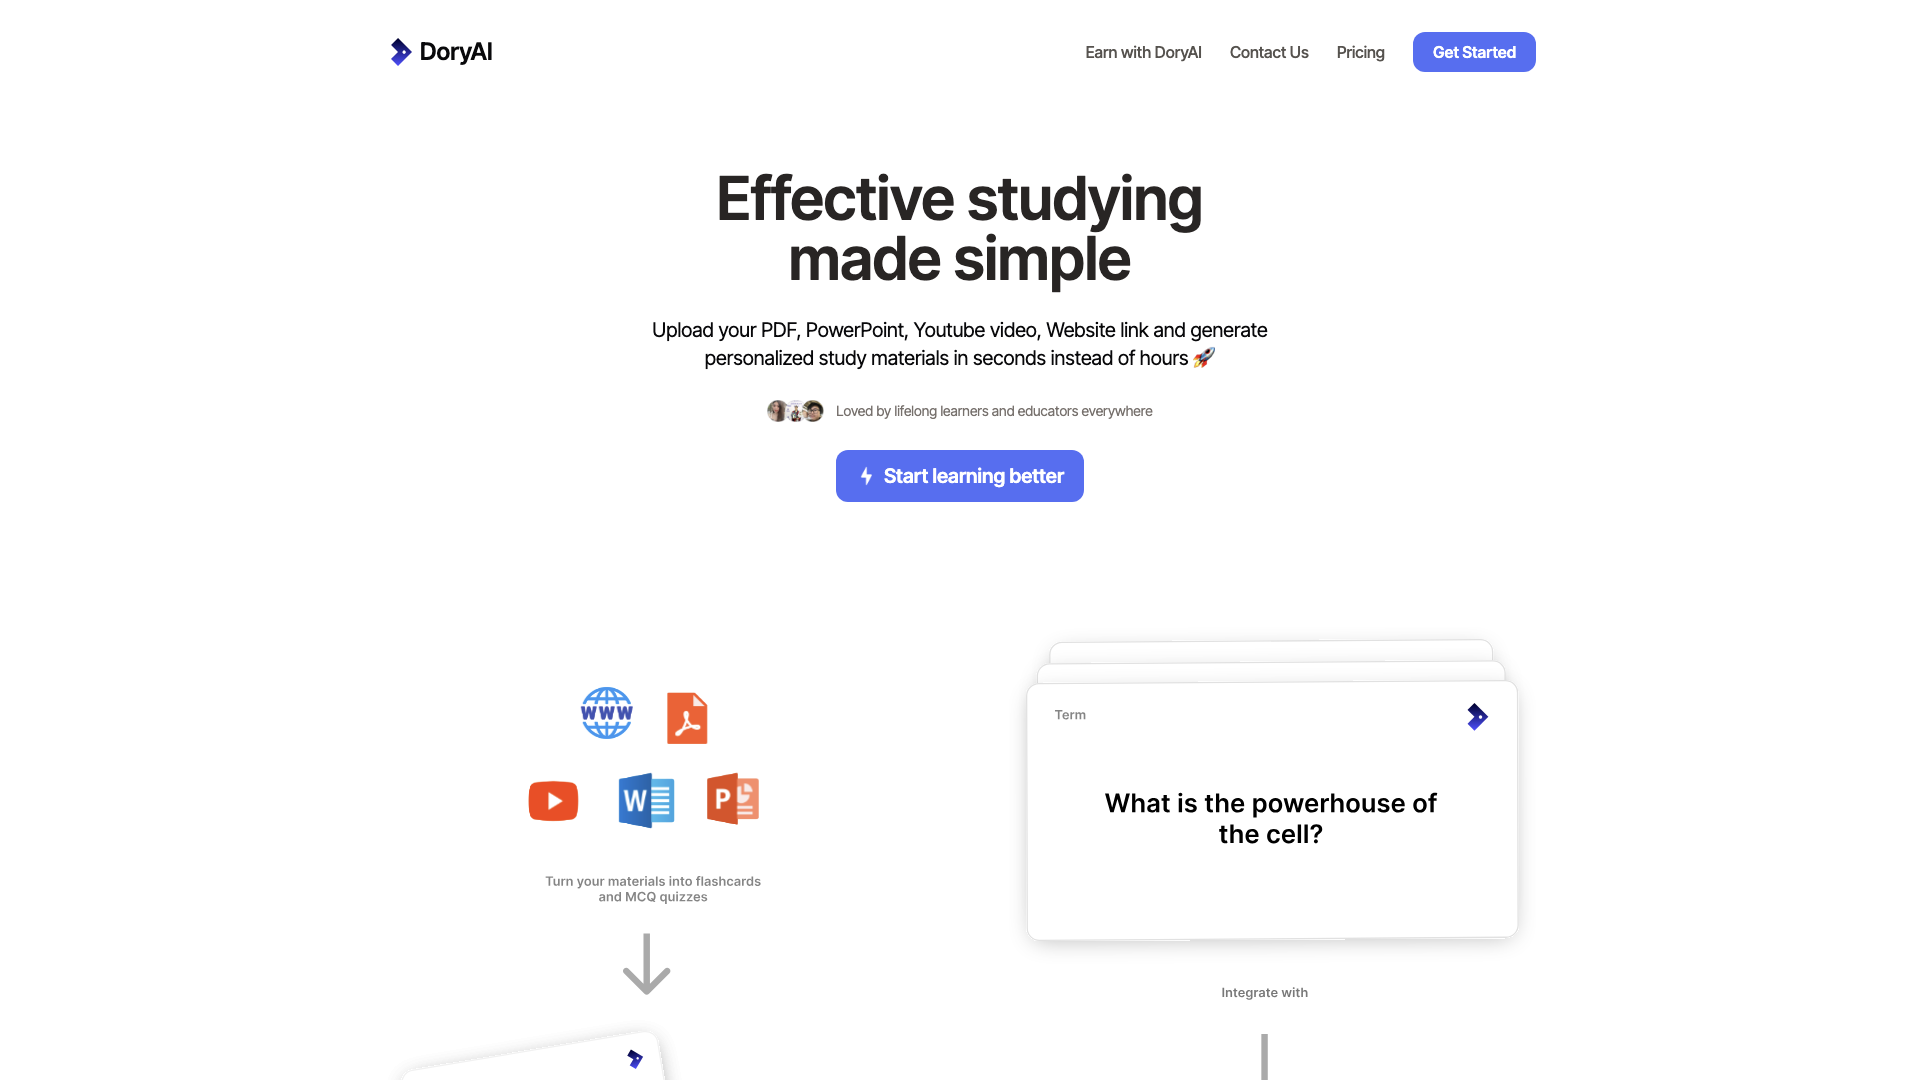 DoryAI
Earn with DoryAI
Contact Us
Pricing
Get Started
Effective studying
made simple
Upload your PDF, PowerPoint, Youtube video, Website link and generate
personalized study materials in seconds instead of hours 🚀
Loved by lifelong learners and educators everywhere
Start learning better
WWW
W
P
Turn your materials into flashcards
and MCQ quizzes
Term
What is the powerhouse of
the cell?
Integrate with